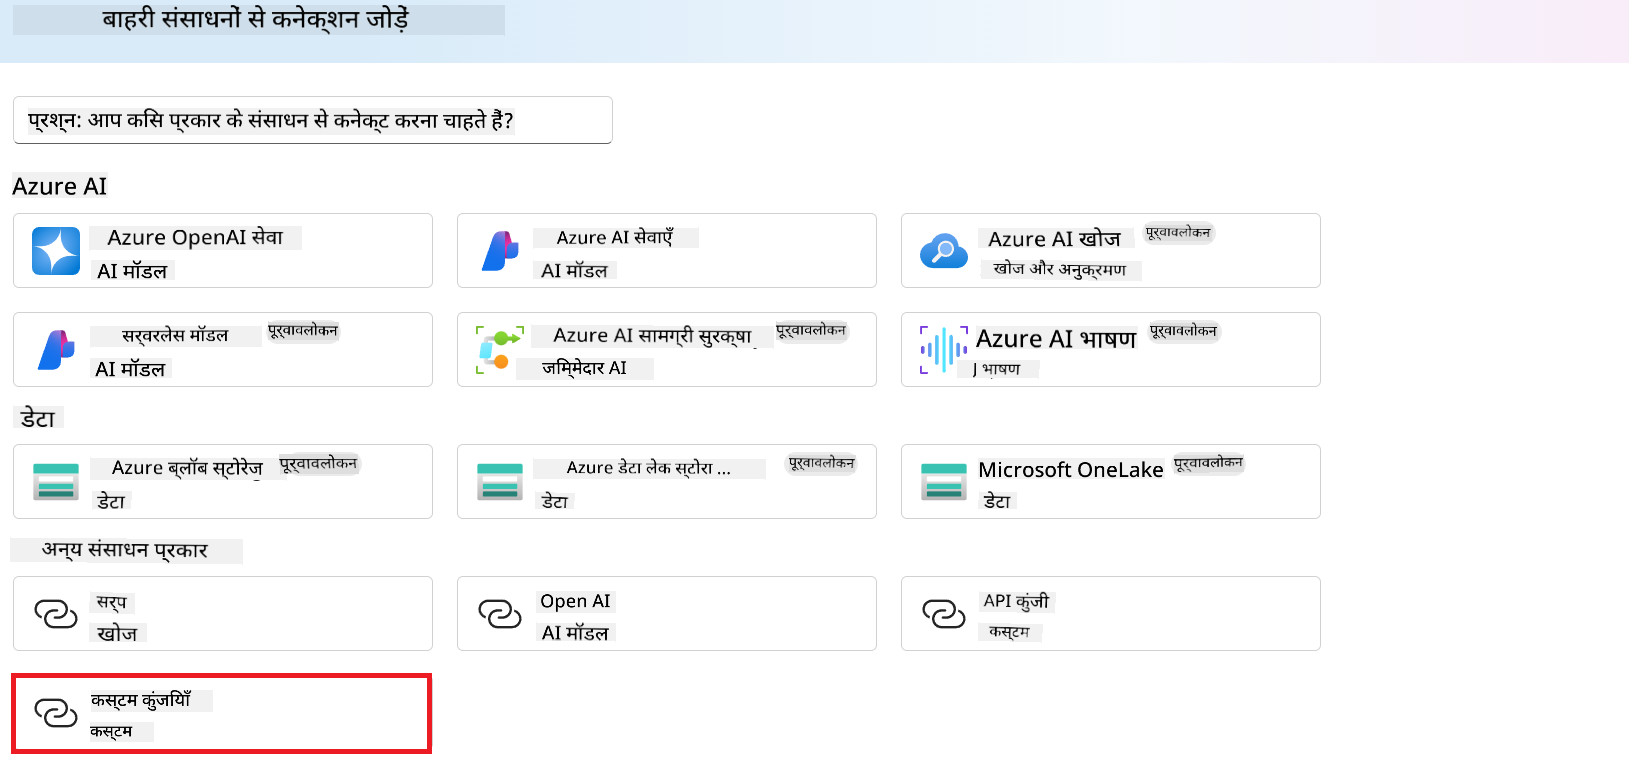 बाहरी संसाधनों से कनेक्शन जोड़ें
प्रश्न: आप किस प्रकार के संसाधन से कनेक्ट करना चाहते हैं?
Azure AI
Azure OpenAI सेवा
AI मॉडल
Azure AI सेवाएँ
AI मॉडल
Azure AI खोज
पूर्वावलोकन
खोज और अनुक्रमण
सर्वरलेस मॉडल
पूर्वावलोकन
AI मॉडल
Azure AI सामग्री सुरक्षा
पूर्वावलोकन
जिम्मेदार AI
Azure AI भाषण
पूर्वावलोकन
भाषण
डेटा
Azure ब्लॉब स्टोरेज
पूर्वावलोकन
डेटा
Azure डेटा लेक स्टोरा ...
पूर्वावलोकन
डेटा
Microsoft OneLake
पूर्वावलोकन
डेटा
अन्य संसाधन प्रकार
सर्प
खोज
Open AI
AI मॉडल
API कुंजी
कस्टम
कस्टम कुंजियाँ
कस्टम